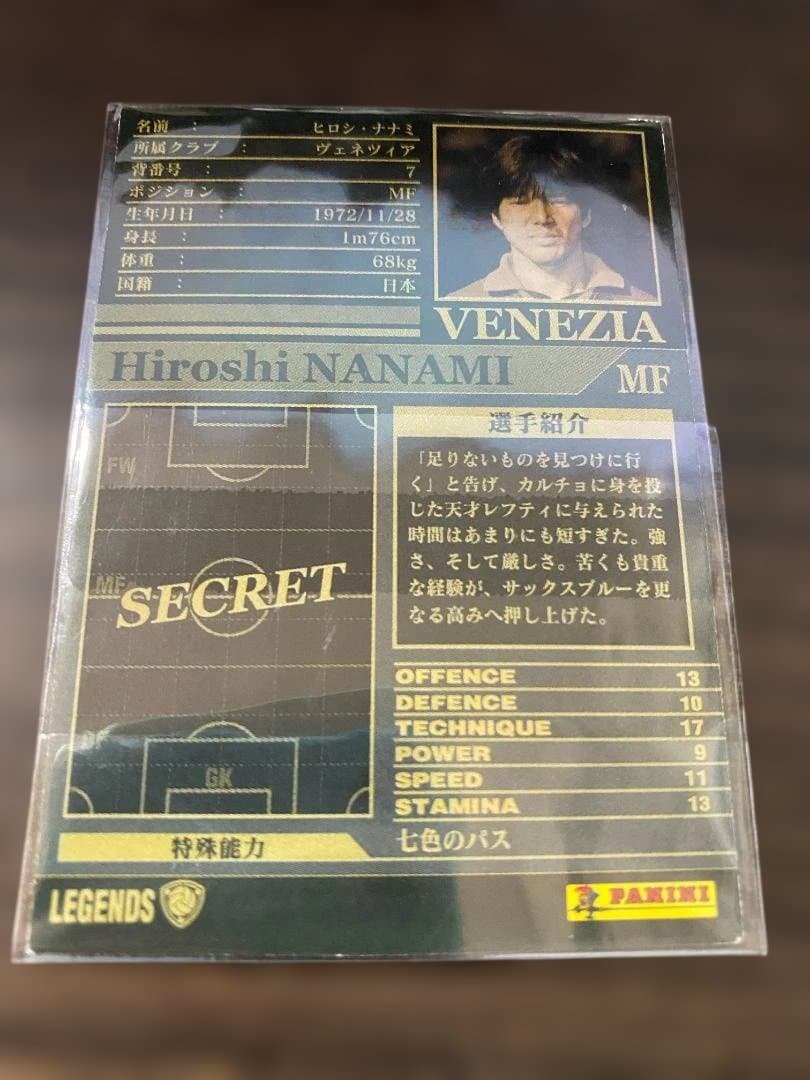 名前 : ヒロシ・ナナミ
所属クラブ : ヴェネツィア
背番号 : 7
ポジション : MF
生年月日 : 1972/11/28
身長 : 1m76cm
体重 : 68kg
国籍 : 日本
VENEZIA
Hiroshi NANAMI MF
FW
MF
SECRET
DF
GK
選手紹介
「足りないものを見つけに行
く」と告げ、カルチョに身を投
じた天才レフティに与えられた
時間はあまりにも短すぎた。強
さ、そして厳しさ。苦くも貴重
な経験が、サックスブルーを更
なる高みへ押し上げた。
OFFENCE 13
DEFENCE 10
TECHNIQUE 17
POWER 9
SPEED 11
STAMINA 13
特殊能力 七色のパス
LEGENDS
PANINI